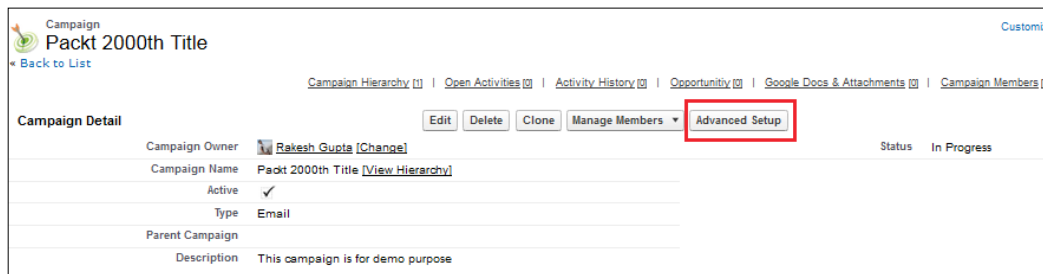 Campaign
Packt 2000th Title
Customi
« Back to List
Campaign Hierarchy [1] | Open Activities [0] | Activity History [0] | Opportunitiy [0] | Google Docs & Attachments [0] | Campaign Members [
Campaign Detail Edit Delete Clone Manage Members ▼ Advanced Setup
Campaign Owner Rakesh Gupta [Change] Status In Progress
Campaign Name Packt 2000th Title [View Hierarchy]
Active ✓
Type Email
Parent Campaign
Description This campaign is for demo purpose